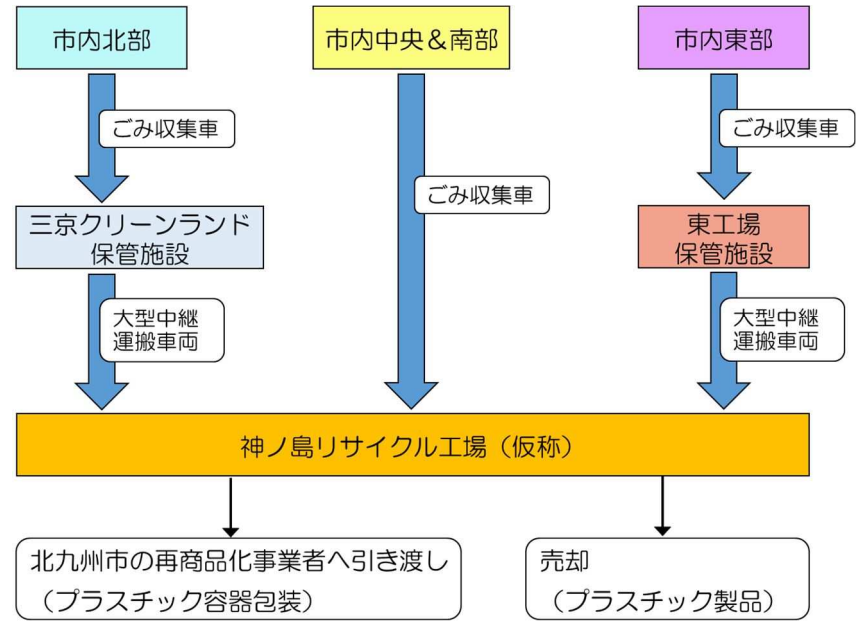 市内北部
市内中央＆南部
市内東部
ごみ収集車
ごみ収集車
ごみ収集車
三京クリーンランド
保管施設
東工場
保管施設
大型中継
運搬車両
大型中継
運搬車両
神ノ島リサイクル工場（仮称）
北九州市の再商品化事業者へ引き渡し
（プラスチック容器包装）
売却
（プラスチック製品）